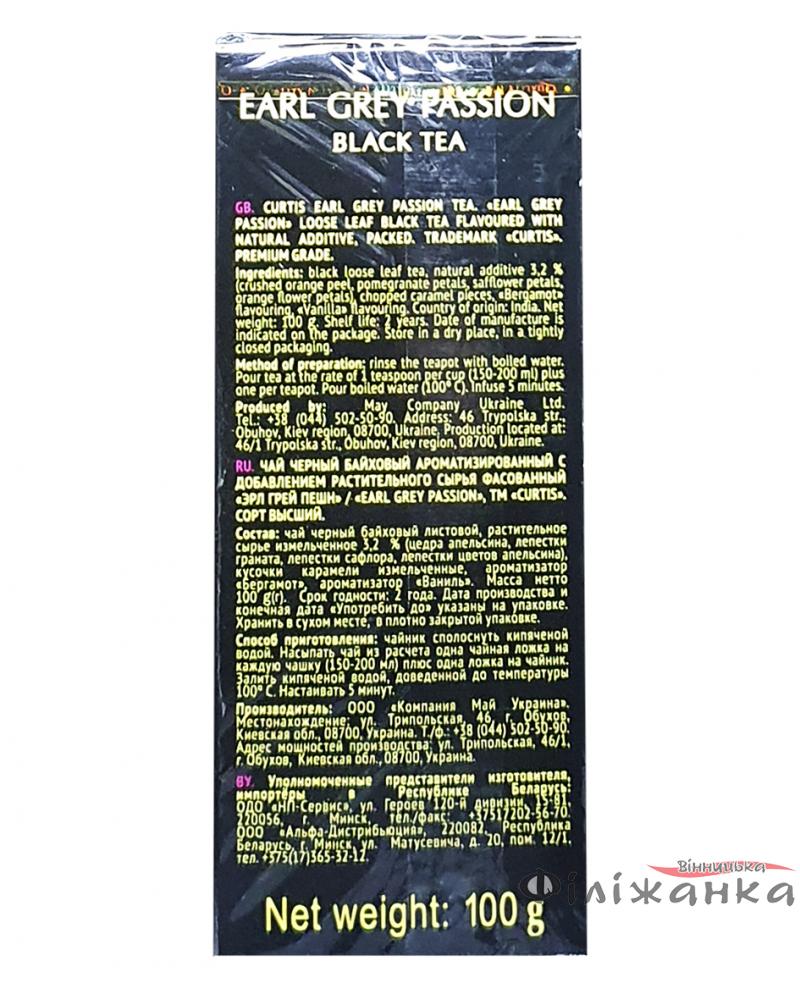 EARL GREY PASSION
BLACK TEA
GB. CURTIS EARL GREY PASSION TEA. «EARL GREY
PASSION» LOOSE LEAF BLACK TEA FLAVOURED WITH
NATURAL ADDITIVE, PACKED. TRADEMARK «CURTIS».
PREMIUM GRADE.
Ingredients: black loose leaf tea, natural additive 3,2 %
(crushed orange peel, pomegranate petals, safflower petals,
orange flower petals), chopped caramel pieces, «Bergamot»
flavouring, «Vanilla» flavouring. Country of origin: India. Net
weight: 100 g. Shelf life: 2 years. Date of manufacture is
indicated on the package. Store in a dry place, in a tightly
closed packaging.
Method of preparation: rinse the teapot with boiled water.
Pour tea at the rate of 1 teaspoon per cup (150-200 ml) plus
one per teapot. Pour boiled water (100° C). Infuse 5 minutes.
Produced by: May Company Ukraine Ltd.
Tel.: +38 (044) 502-50-90. Address: 46 Trypolska str.,
Obuhov, Kiev region, 08700, Ukraine. Production located at:
46/1 Trypolska str., Obuhov, Kiev region, 08700, Ukraine.
RU. ЧАЙ ЧЕРНЫЙ БАЙХОВЫЙ АРОМАТИЗИРОВАННЫЙ С
ДОБАВЛЕНИЕМ РАСТИТЕЛЬНОГО СЫРЬЯ ФАСОВАННЫЙ
«ЭРЛ ГРЕЙ ПЕШН» / «EARL GREY PASSION», ТМ «CURTIS».
СОРТ ВЫСШИЙ.
Состав: чай черный байховый листовой, растительное
сырье измельченное 3,2 % (цедра апельсина, лепестки
граната, лепестки сафлора, лепестки цветов апельсина),
кусочки карамели измельченные, ароматизатор
«Бергамот», ароматизатор «Ваниль». Масса нетто
100 g(г). Срок годности: 2 года. Дата производства и
конечная дата «Употребить до» указаны на упаковке.
Хранить в сухом месте, в плотно закрытой упаковке.
Способ приготовления: чайник сполоснуть кипяченой
водой. Насыпать чай из расчета одна чайная ложка на
каждую чашку (150-200 мл) плюс одна ложка на чайник.
Залить кипяченой водой, доведенной до температуры
100° С. Настаивать 5 минут.
Производитель: ООО «Компания Май Украина».
Местонахождение: ул. Трипольская, 46, г. Обухов,
Киевская обл., 08700, Украина. Т/ф.: +38 (044) 502-50-90.
Адрес мощностей производства: ул. Трипольская, 46/1,
г. Обухов, Киевская обл., 08700, Украина.
BY. Уполномоченные представители изготовителя,
импортёры в Республике Беларусь:
ОДО «НП-Сервис», ул. Героев 120-й дивизии, 15-81,
220056, г. Минск, тел./факс: +37517202-56-70.
ООО «Альфа-Дистрибьюция», 220082, Республика
Беларусь, г. Минск, ул. Матусевича, д. 20, пом. 12/1,
тел. +375(17)365-32-12.
Вінницька
Філіжанка
Net weight: 100 g